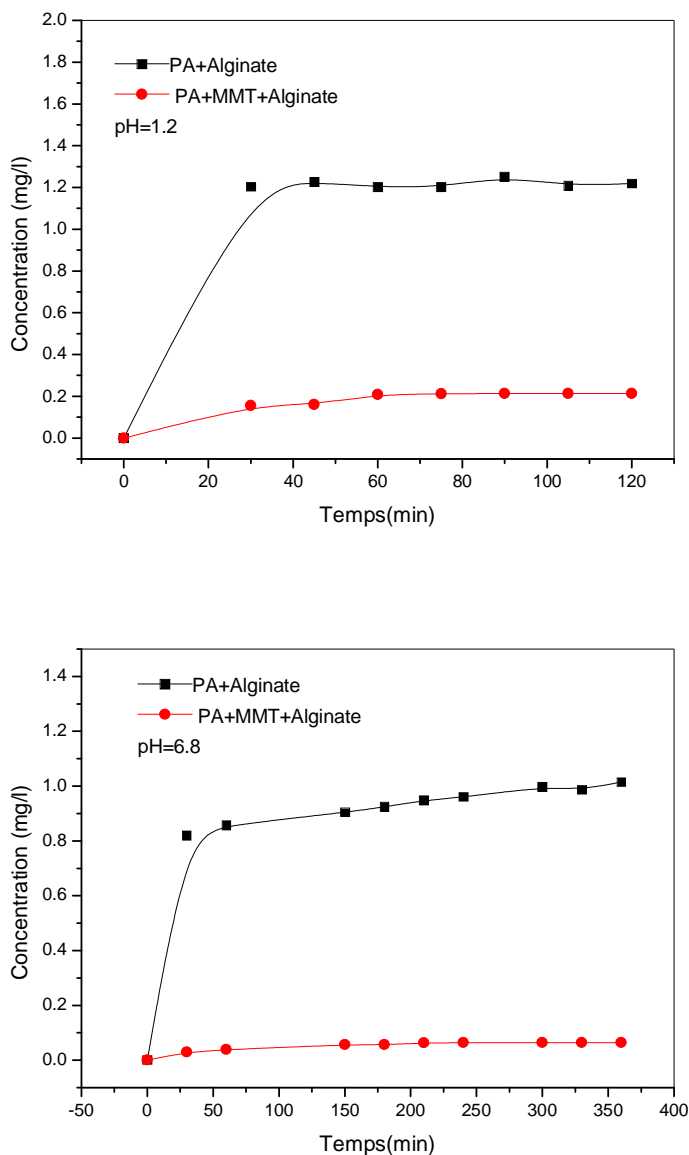 2.0
1.8
PA+Alginate
PA+MMT+Alginate
1.6
pH=1.2
1.4
1.2
1.0
0.8
0.6
0.4
0.2
0.0
Concentration (mg/l)
0 20 40 60 80 100 120
Temps(min)
1.4
PA+Alginate
PA+MMT+Alginate
1.2
pH=6.8
1.0
0.8
0.6
0.4
0.2
0.0
Concentration (mg/l)
-50 0 50 100 150 200 250 300 350 400
Temps(min)